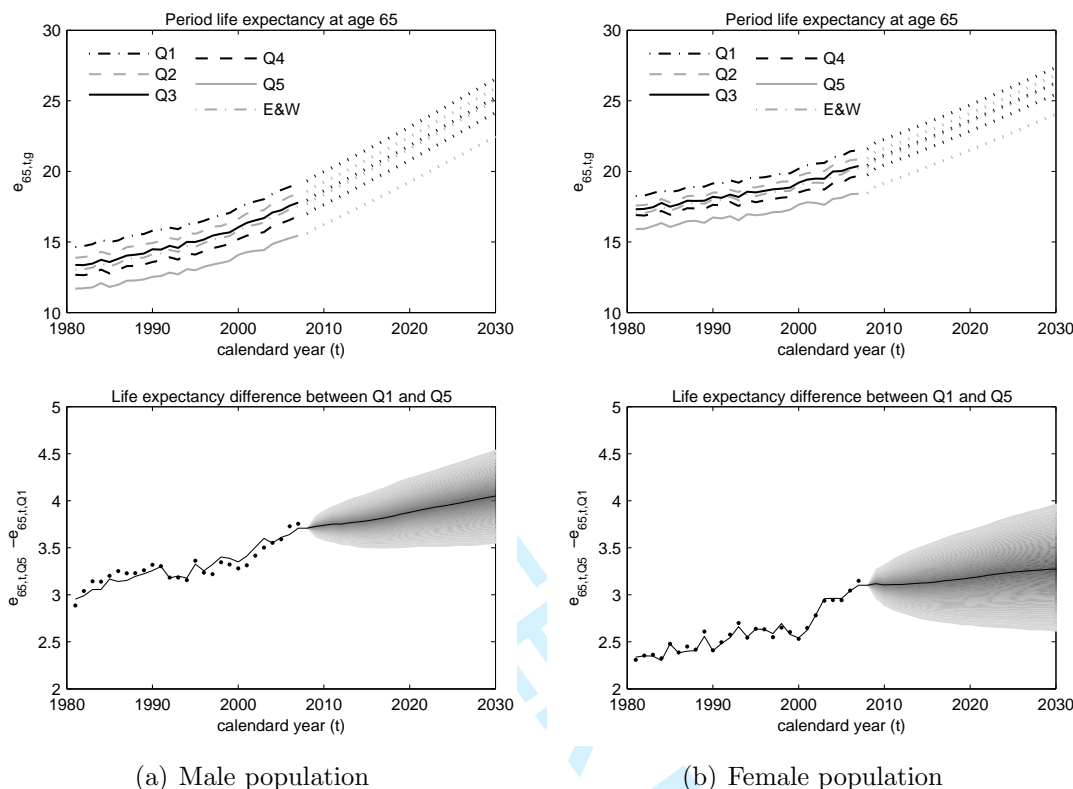 Period life expectancy at age 65
30
25
20
15
10
e65,t,g
Q1
Q2
Q3
Q4
Q5
E&W
1980 1990 2000 2010 2020 2030
calendard year (t)
Period life expectancy at age 65
30
25
20
15
10
e65,t,g
Q1
Q2
Q3
Q4
Q5
E&W
1980 1990 2000 2010 2020 2030
calendard year (t)
Life expectancy difference between Q1 and Q5
5
4.5
4
3.5
3
2.5
2
e65,t,Q5 −e65,t,Q1
1980 1990 2000 2010 2020 2030
calendard year (t)
Life expectancy difference between Q1 and Q5
5
4.5
4
3.5
3
2.5
2
e65,t,Q5 −e65,t,Q1
1980 1990 2000 2010 2020 2030
calendard year (t)
(a) Male population
(b) Female population